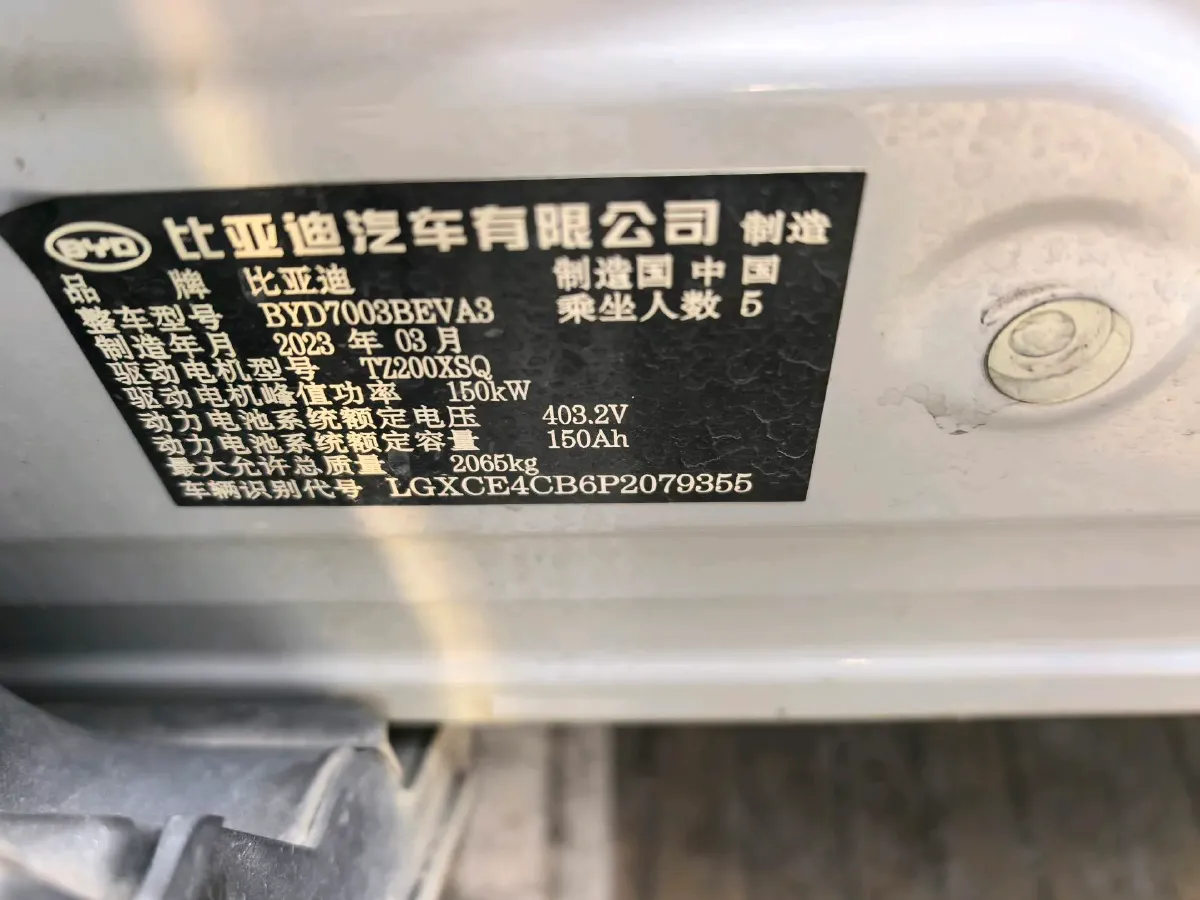 BYD 比亚迪汽车有限公司 制造
品 牌 比亚迪 制造国 中 国
整车型号 BYD7003BEVA3 乘坐人数 5
制造年月 2023 年 03 月
驱动电机型号 TZ200XSQ
驱动电机峰值功率 150kW
动力电池系统额定电压 403.2V
动力电池系统额定容量 150Ah
最大允许总质量 2065kg
车辆识别代号 LGXCE4CB6P2079355